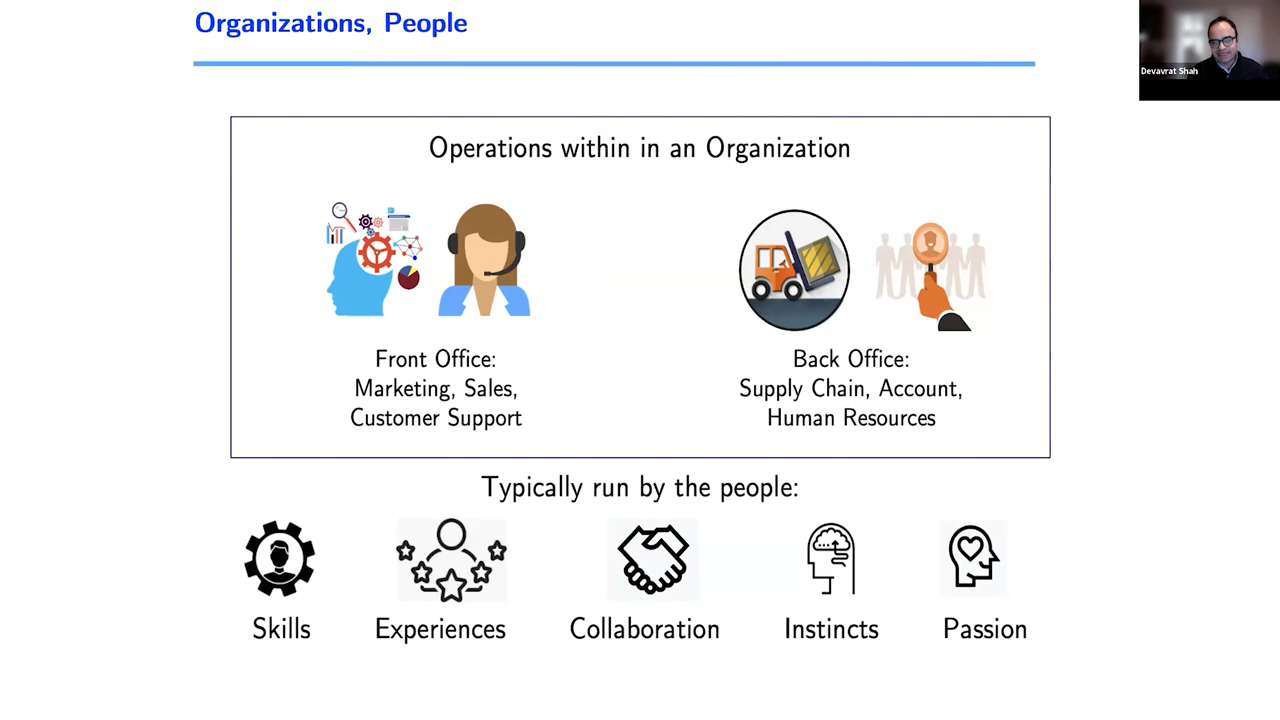 Organizations, People
Devavrat Shah
Operations within in an Organization
Front Office:
Marketing, Sales,
Customer Support
Back Office:
Supply Chain, Account,
Human Resources
Typically run by the people:
Skills
Experiences
Collaboration
Instincts
Passion